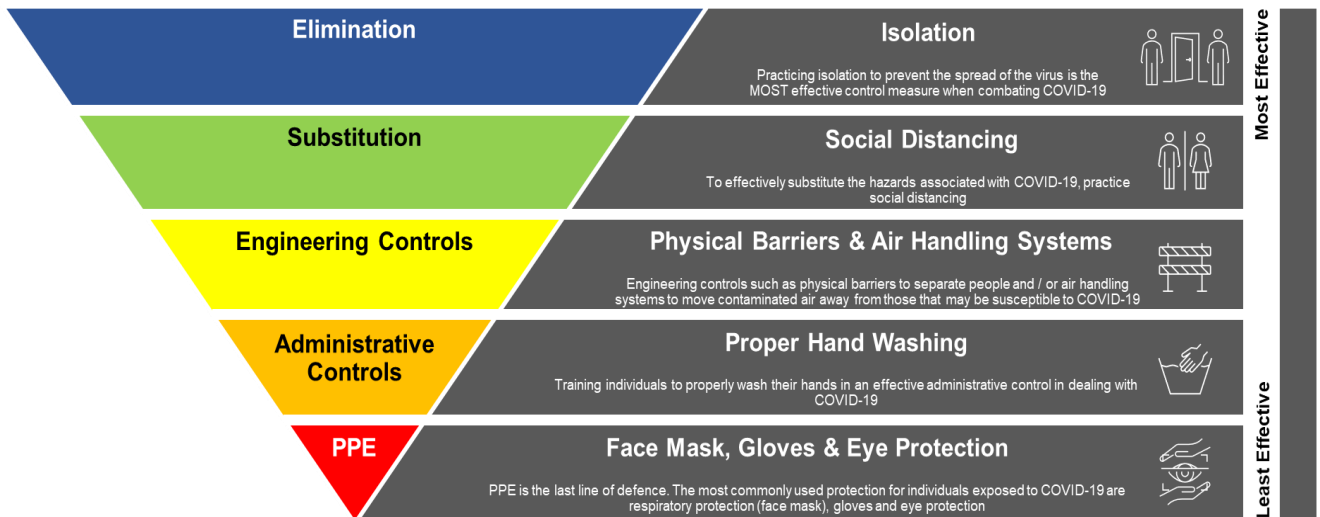 Elimination
Isolation
Practicing isolation to prevent the spread of the virus is the
MOST effective control measure when combating COVID-19
Substitution
Social Distancing
To effectively substitute the hazards associated with COVID-19, practice
social distancing
Engineering Controls
Physical Barriers & Air Handling Systems
Engineering controls such as physical barriers to separate people and / or air handling
systems to move contaminated air away from those that may be susceptible to COVID-19
Administrative
Controls
Proper Hand Washing
Training individuals to properly wash their hands in an effective administrative control in dealing with
COVID-19
PPE
Face Mask, Gloves & Eye Protection
PPE is the last line of defence. The most commonly used protection for individuals exposed to COVID-19 are
respiratory protection (face mask), gloves and eye protection
Most Effective
Least Effective